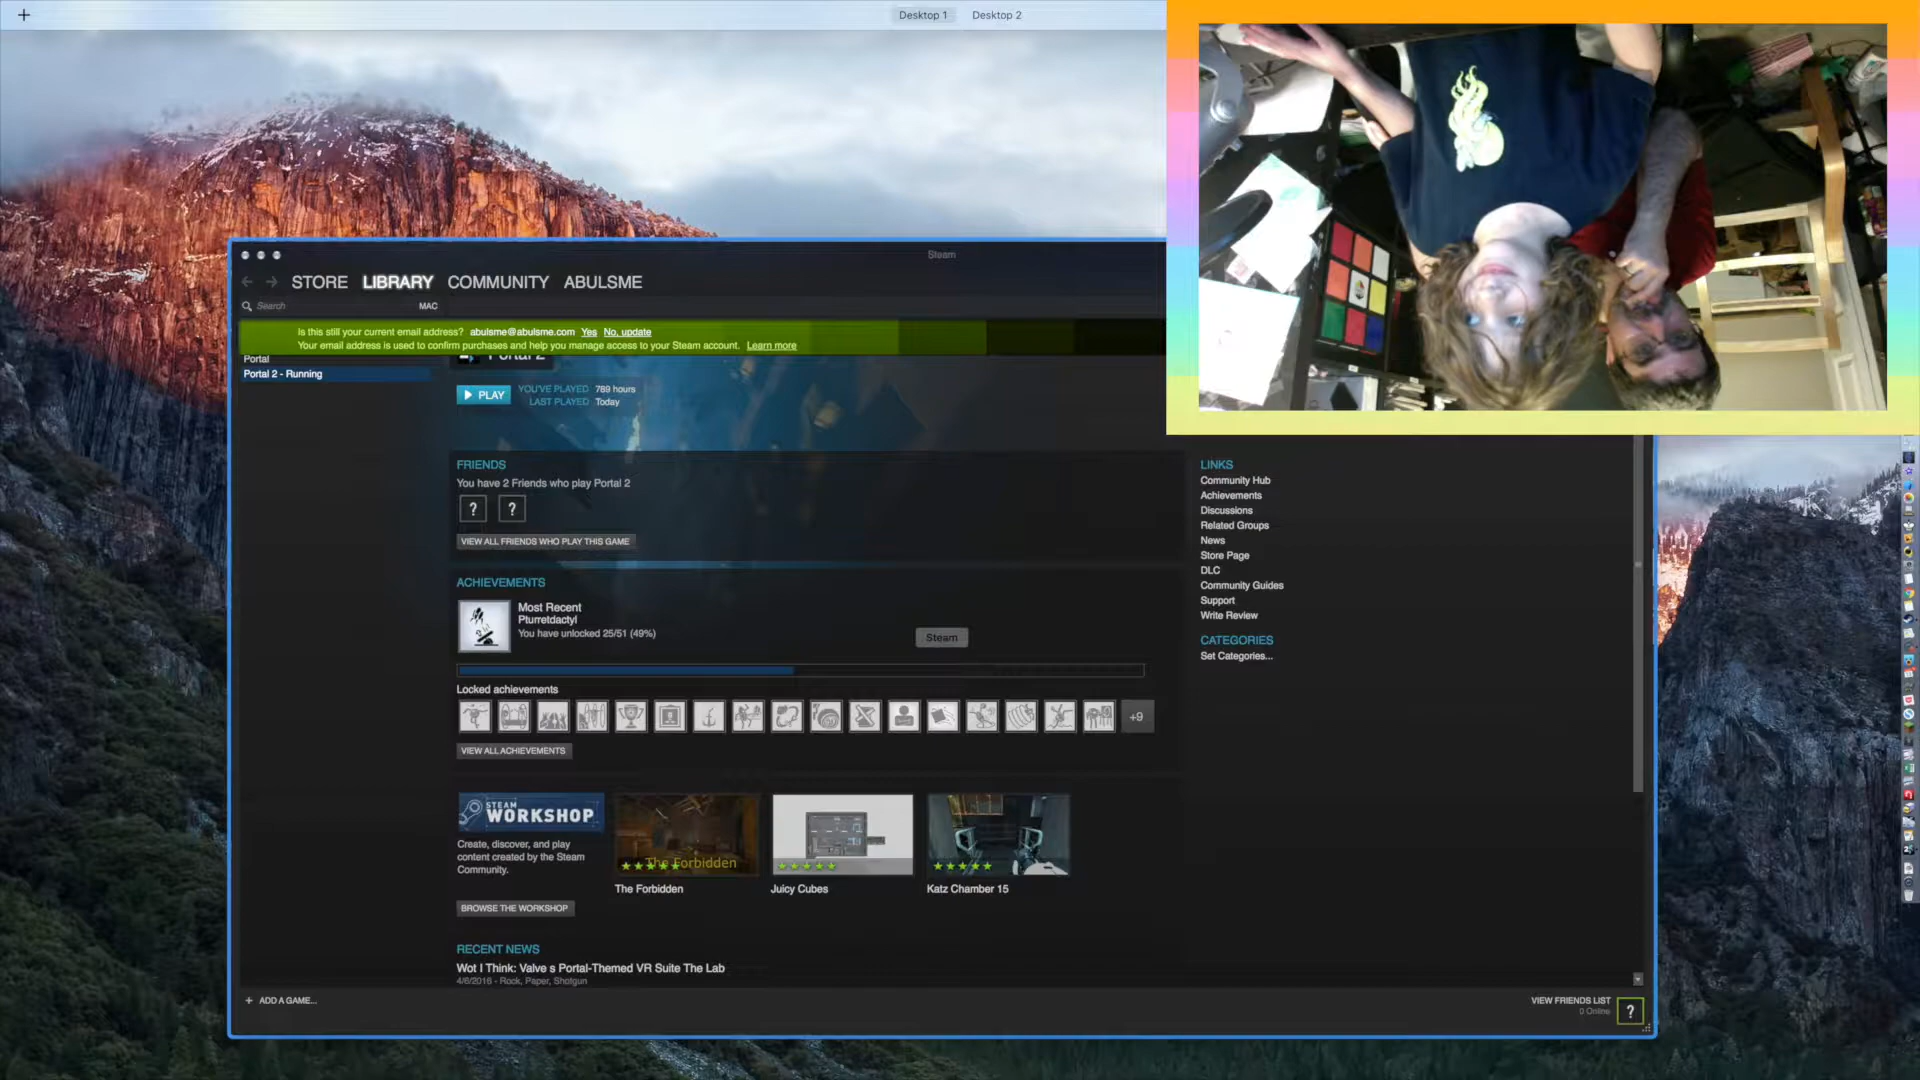 Desktop 1
Desktop 2
Steam
STORE LIBRARY COMMUNITY ABULSME
Search
MAC
Is this still your current email address? abulsme@abulsme.com Yes No, update
Your email address is used to confirm purchases and help you manage access to your Steam account. Learn more
Portal
Portal 2 - Running
Portal 2
PLAY
YOU'VE PLAYED 789 hours
LAST PLAYED Today
FRIENDS
You have 2 Friends who play Portal 2
? ?
VIEW ALL FRIENDS WHO PLAY THIS GAME
ACHIEVEMENTS
Most Recent
Pturretdactyl
You have unlocked 25/51 (49%)
Steam
Locked achievements
+9
VIEW ALL ACHIEVEMENTS
STEAM
WORKSHOP
Create, discover, and play
content created by the Steam
Community.
The Forbidden
The Forbidden
Juicy Cubes
Katz Chamber 15
BROWSE THE WORKSHOP
RECENT NEWS
Wot I Think: Valve s Portal-Themed VR Suite The Lab
4/6/2016 - Rock, Paper, Shotgun
LINKS
Community Hub
Achievements
Discussions
Related Groups
News
Store Page
DLC
Community Guides
Support
Write Review
CATEGORIES
Set Categories...
+ ADD A GAME...
VIEW FRIENDS LIST
0 Online
?